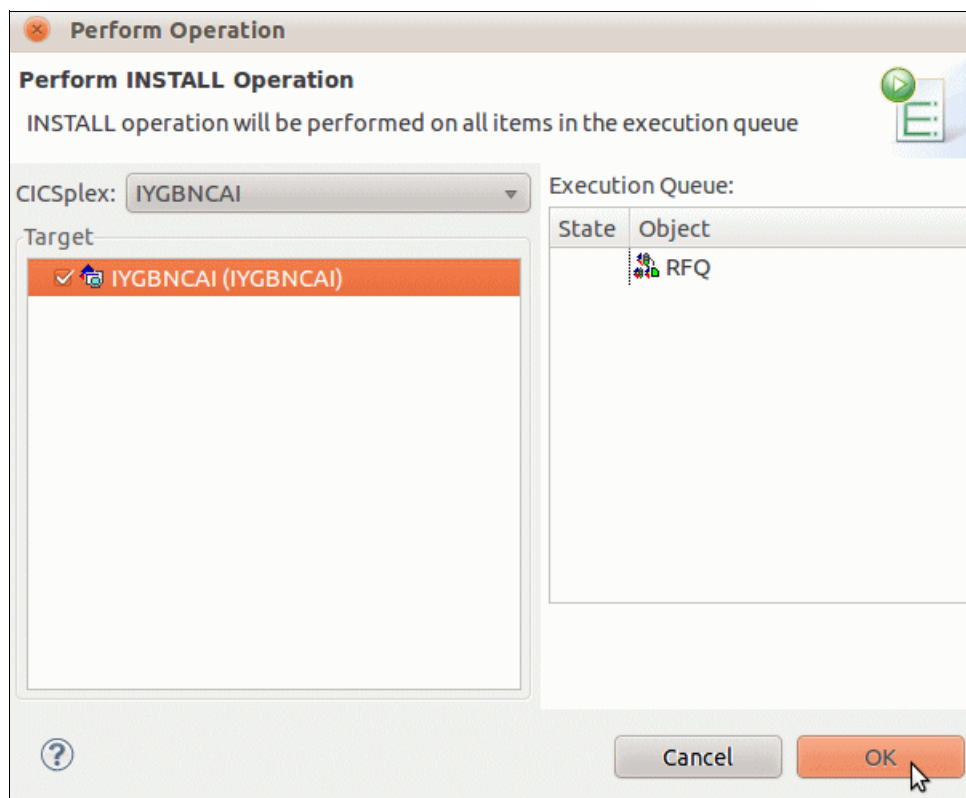 Perform Operation
Perform INSTALL Operation
INSTALL operation will be performed on all items in the execution queue
CICSplex: IYGBNCAI
Execution Queue:
Target
State Object
IYGBNCAI (IYGBNCAI)
RFQ
?
Cancel OK